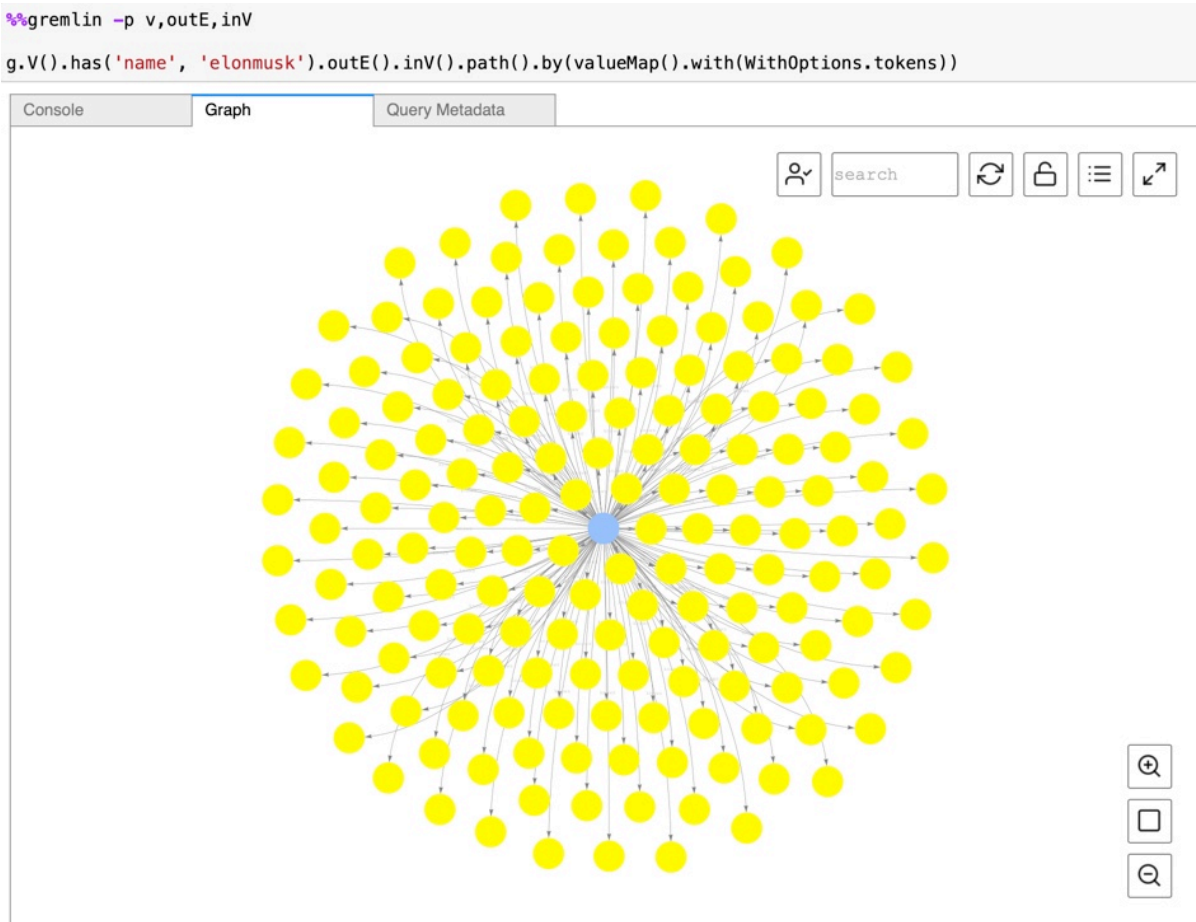 %%gremlin -p v,outE,inV
g.V().has('name', 'elonmusk').outE().inV().path().by(valueMap().with(WithOptions.tokens))
Console
Graph
Query Metadata
search